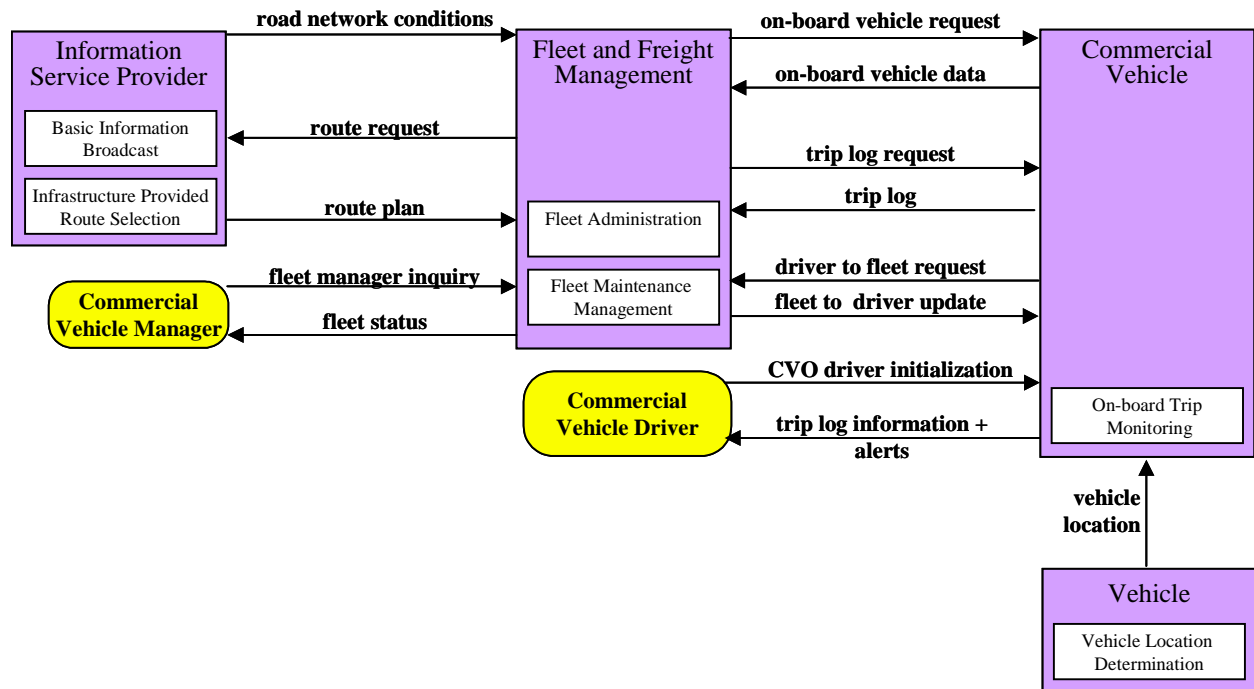 road network conditions
on-board vehicle request
Information
Service Provider
Fleet and Freight
Management
Commercial
Vehicle
on-board vehicle data
Basic Information
Broadcast
route request
trip log request
Infrastructure Provided
Route Selection
route plan
Fleet Administration
trip log
fleet manager inquiry
driver to fleet request
Commercial
Vehicle Manager
Fleet Maintenance
Management
fleet to driver update
fleet status
CVO driver initialization
Commercial
Vehicle Driver
trip log information +
alerts
On-board Trip
Monitoring
vehicle
location
Vehicle
Vehicle Location
Determination